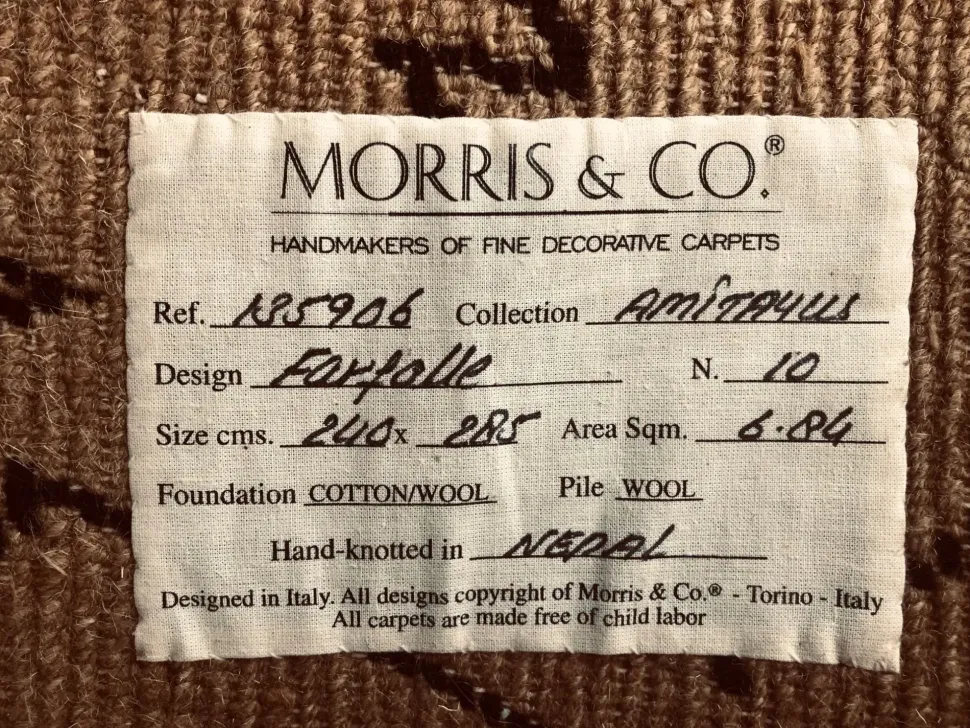 MORRIS & CO.®
HANDMAKERS OF FINE DECORATIVE CARPETS
Ref. 135906 Collection AMITAYUS
Design Farfalle N. 10
Size cms. 240 x 285 Area Sqm. 6.84
Foundation COTTON/WOOL Pile WOOL
Hand-knotted in NEPAL
Designed in Italy. All designs copyright of Morris & Co.® - Torino - Italy
All carpets are made free of child labor